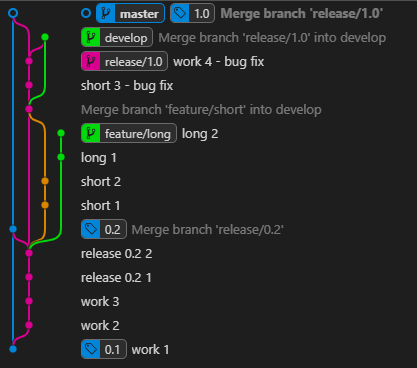 master 1.0 Merge branch 'release/1.0'
develop Merge branch 'release/1.0' into develop
release/1.0 work 4 - bug fix
short 3 - bug fix
Merge branch 'feature/short' into develop
feature/long long 2
long 1
short 2
short 1
0.2 Merge branch 'release/0.2'
release 0.2 2
release 0.2 1
work 3
work 2
0.1 work 1